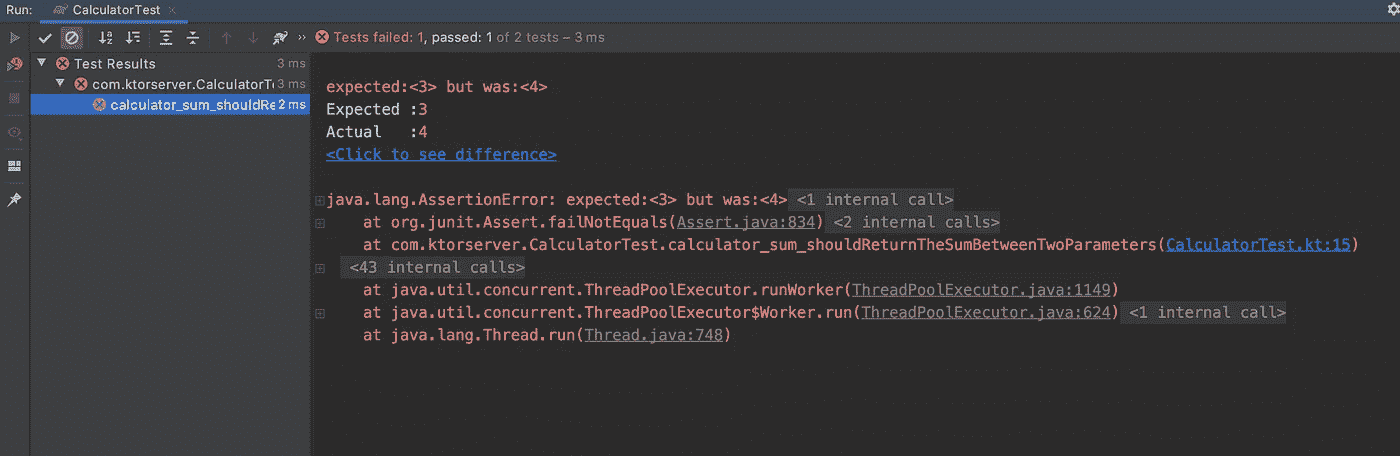 Run: CalculatorTest
Tests failed: 1, passed: 1 of 2 tests – 3 ms
Test Results 3 ms
com.ktorserver.CalculatorTe 3 ms
calculator_sum_shouldRe 2 ms
expected:<3> but was:<4>
Expected :3
Actual   :4
<Click to see difference>
java.lang.AssertionError: expected:<3> but was:<4> <1 internal call>
at org.junit.Assert.failNotEquals(Assert.java:834) <2 internal calls>
at com.ktorserver.CalculatorTest.calculator_sum_shouldReturnTheSumBetweenTwoParameters(CalculatorTest.kt:15)
<43 internal calls>
at java.util.concurrent.ThreadPoolExecutor.runWorker(ThreadPoolExecutor.java:1149)
at java.util.concurrent.ThreadPoolExecutor$Worker.run(ThreadPoolExecutor.java:624) <1 internal call>
at java.lang.Thread.run(Thread.java:748)